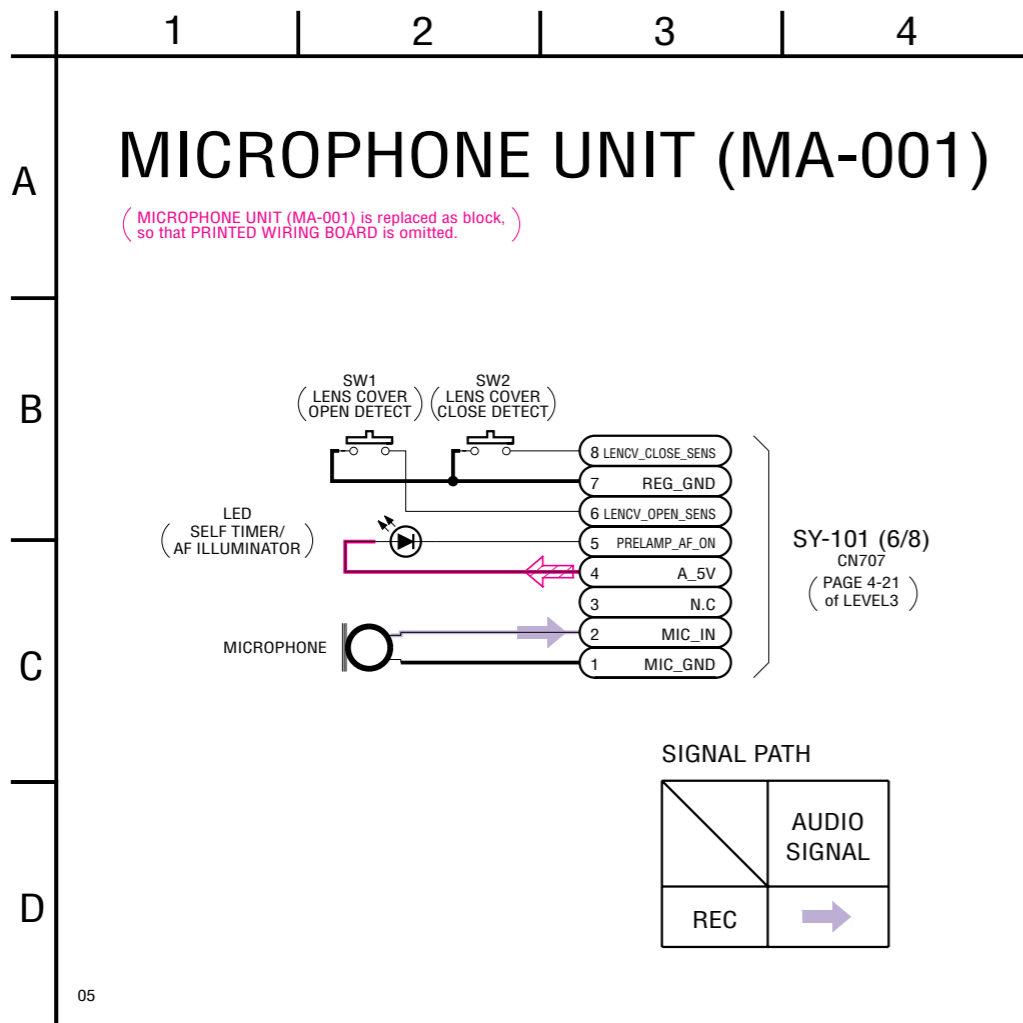 1 2 3 4
A
MICROPHONE UNIT (MA-001)
( MICROPHONE UNIT (MA-001) is replaced as block,
so that PRINTED WIRING BOARD is omitted. )
B
SW1
( LENS COVER
OPEN DETECT )
SW2
( LENS COVER
CLOSE DETECT )
8 LENCV_CLOSE_SENS
7 REG_GND
6 LENCV_OPEN_SENS
LED
( SELF TIMER/
AF ILLUMINATOR )
5 PRELAMP_AF_ON
4 A_5V
3 N.C
2 MIC_IN
1 MIC_GND
SY-101 (6/8)
CN707
( PAGE 4-21
of LEVEL3 )
MICROPHONE
C
SIGNAL PATH
AUDIO
SIGNAL
REC
D
05